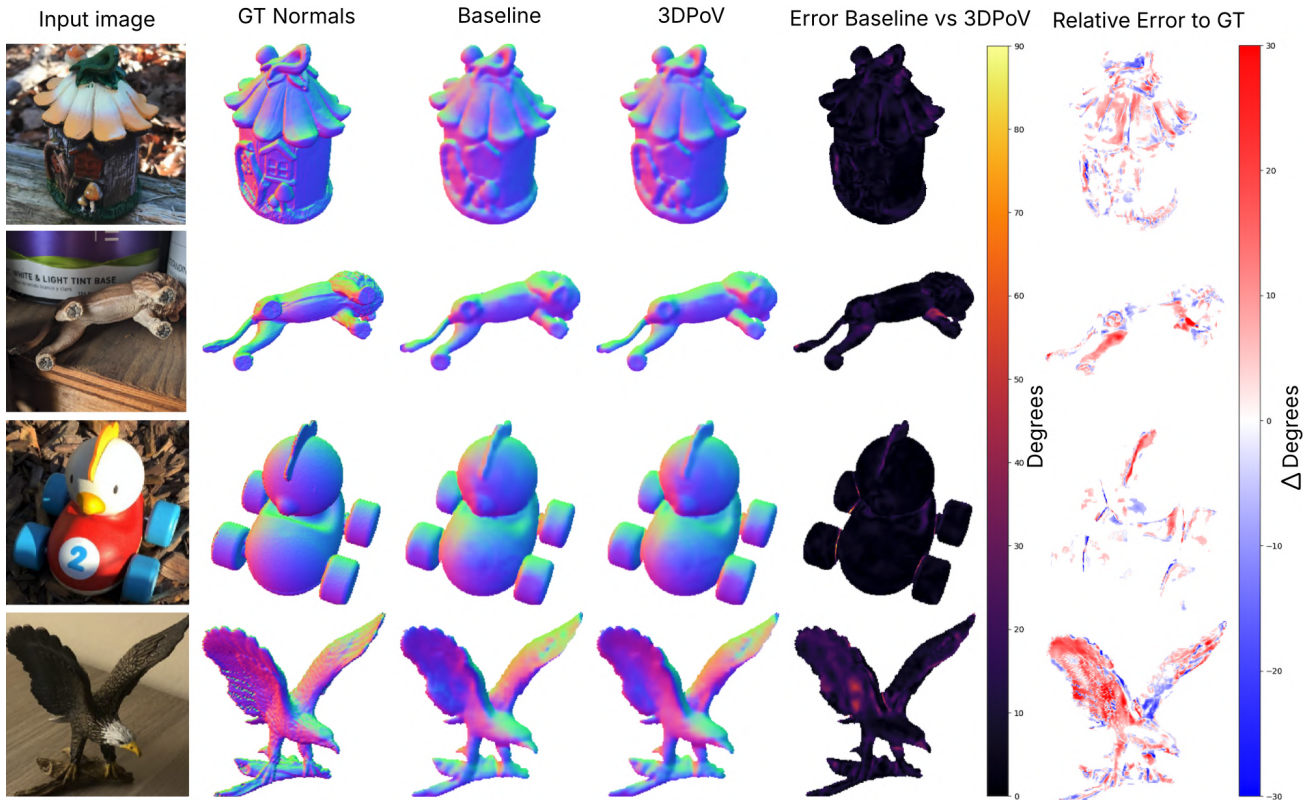 Input image
GT Normals
Baseline
3DPoV
Error Baseline vs 3DPoV
Relative Error to GT
90
80
70
60
50
40
30
20
10
0
Degrees
30
20
10
0
−10
−20
−30
Δ Degrees
WHITE & LIGHT TINT BASE
2